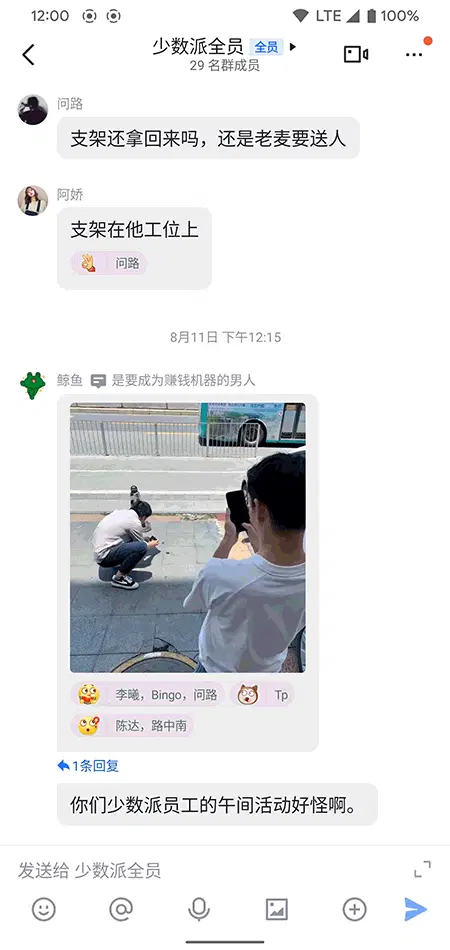 12:00
LTE
100%
少数派全员 全员
29 名群成员
问路
支架还拿回来吗，还是老麦要送人
阿娇
支架在他工位上
问路
8月11日 下午12:15
鲸鱼 是要成为赚钱机器的男人
李曦，Bingo，问路
Tp
陈达，路中南
1条回复
你们少数派员工的午间活动好怪啊。
发送给 少数派全员